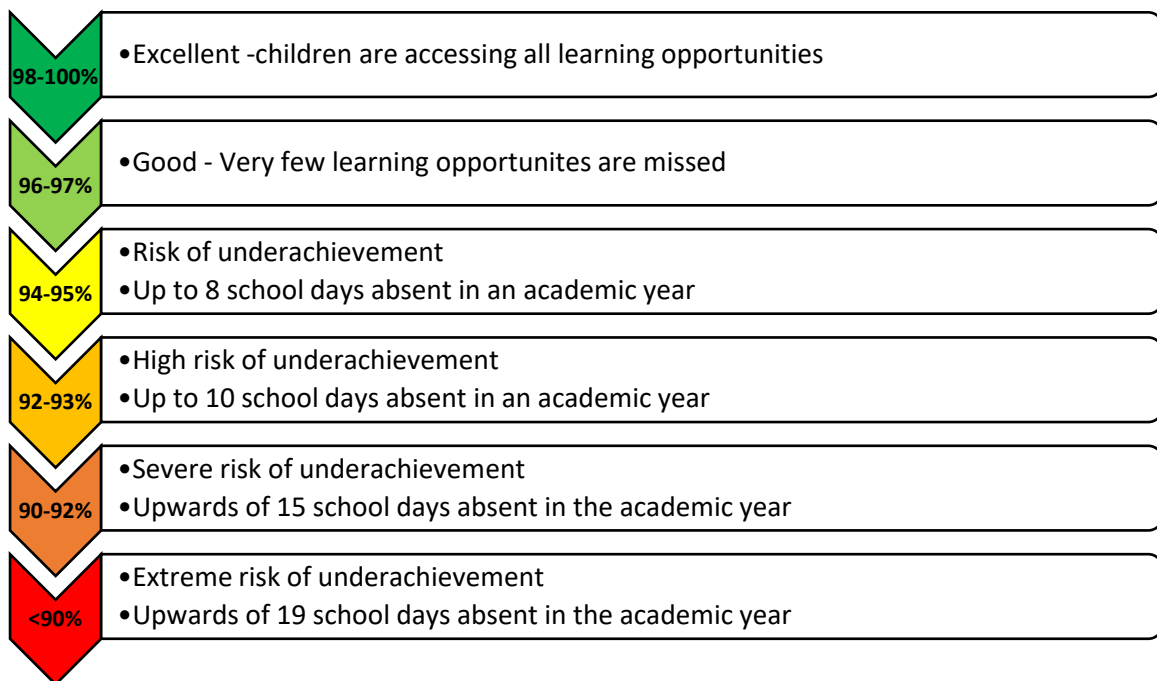 98-100%
•Excellent -children are accessing all learning opportunities
96-97%
•Good - Very few learning opportunites are missed
94-95%
•Risk of underachievement
•Up to 8 school days absent in an academic year
92-93%
•High risk of underachievement
•Up to 10 school days absent in an academic year
90-92%
•Severe risk of underachievement
•Upwards of 15 school days absent in the academic year
<90%
•Extreme risk of underachievement
•Upwards of 19 school days absent in the academic year